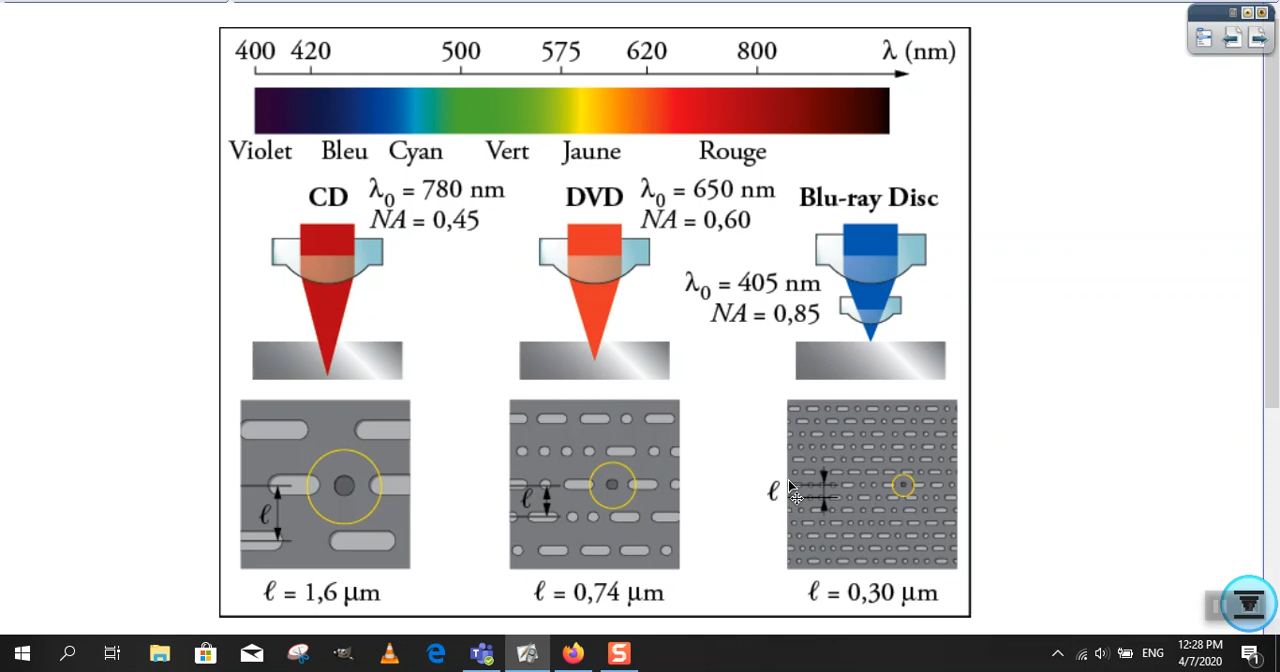 400 420 500 575 620 800 λ (nm)
Violet Bleu Cyan Vert Jaune Rouge
CD
λ0 = 780 nm
NA = 0,45
DVD
λ0 = 650 nm
NA = 0,60
Blu-ray Disc
λ0 = 405 nm
NA = 0,85
ℓ
ℓ
ℓ
ℓ = 1,6 μm
ℓ = 0,74 μm
ℓ = 0,30 μm
ENG
12:28 PM
4/7/2020
1